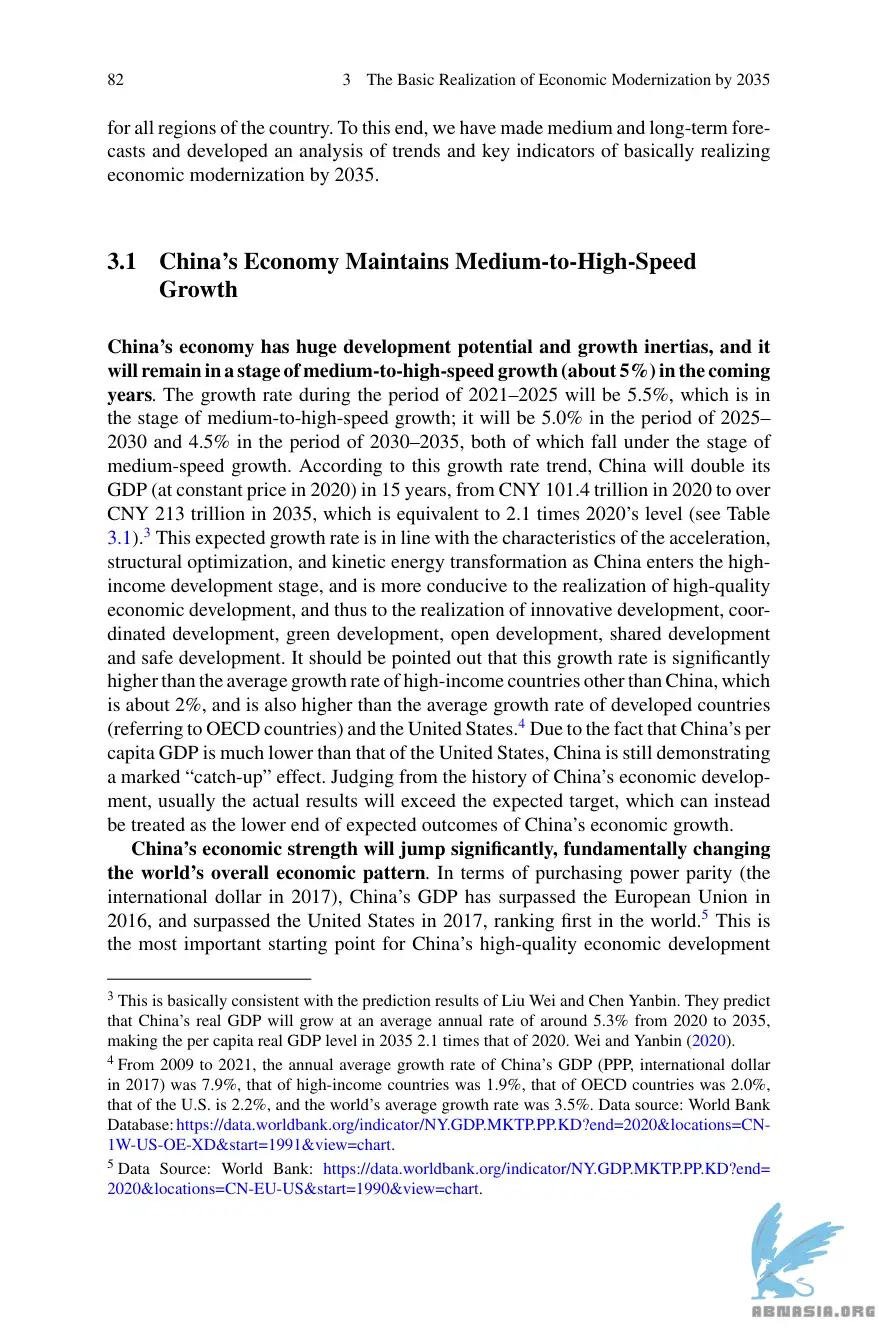 82 3 The Basic Realization of Economic Modernization by 2035
for all regions of the country. To this end, we have made medium and long-term fore-
casts and developed an analysis of trends and key indicators of basically realizing
economic modernization by 2035.
3.1 China’s Economy Maintains Medium-to-High-Speed
Growth
China’s economy has huge development potential and growth inertias, and it
will remain in a stage of medium-to-high-speed growth (about 5%) in the coming
years. The growth rate during the period of 2021–2025 will be 5.5%, which is in
the stage of medium-to-high-speed growth; it will be 5.0% in the period of 2025–
2030 and 4.5% in the period of 2030–2035, both of which fall under the stage of
medium-speed growth. According to this growth rate trend, China will double its
GDP (at constant price in 2020) in 15 years, from CNY 101.4 trillion in 2020 to over
CNY 213 trillion in 2035, which is equivalent to 2.1 times 2020’s level (see Table
3.1).3 This expected growth rate is in line with the characteristics of the acceleration,
structural optimization, and kinetic energy transformation as China enters the high-
income development stage, and is more conducive to the realization of high-quality
economic development, and thus to the realization of innovative development, coor-
dinated development, green development, open development, shared development
and safe development. It should be pointed out that this growth rate is significantly
higher than the average growth rate of high-income countries other than China, which
is about 2%, and is also higher than the average growth rate of developed countries
(referring to OECD countries) and the United States.4 Due to the fact that China’s per
capita GDP is much lower than that of the United States, China is still demonstrating
a marked “catch-up” effect. Judging from the history of China’s economic develop-
ment, usually the actual results will exceed the expected target, which can instead
be treated as the lower end of expected outcomes of China’s economic growth.
China’s economic strength will jump significantly, fundamentally changing
the world’s overall economic pattern. In terms of purchasing power parity (the
international dollar in 2017), China’s GDP has surpassed the European Union in
2016, and surpassed the United States in 2017, ranking first in the world.5 This is
the most important starting point for China’s high-quality economic development
3 This is basically consistent with the prediction results of Liu Wei and Chen Yanbin. They predict
that China’s real GDP will grow at an average annual rate of around 5.3% from 2020 to 2035,
making the per capita real GDP level in 2035 2.1 times that of 2020. Wei and Yanbin (2020).
4 From 2009 to 2021, the annual average growth rate of China’s GDP (PPP, international dollar
in 2017) was 7.9%, that of high-income countries was 1.9%, that of OECD countries was 2.0%,
that of the U.S. is 2.2%, and the world’s average growth rate was 3.5%. Data source: World Bank
Database: https://data.worldbank.org/indicator/NY.GDP.MKTP.PP.KD?end=2020&locations=CN-
1W-US-OE-XD&start=1991&view=chart.
5 Data Source: World Bank: https://data.worldbank.org/indicator/NY.GDP.MKTP.PP.KD?end=
2020&locations=CN-EU-US&start=1990&view=chart.
ABNASIA.ORG